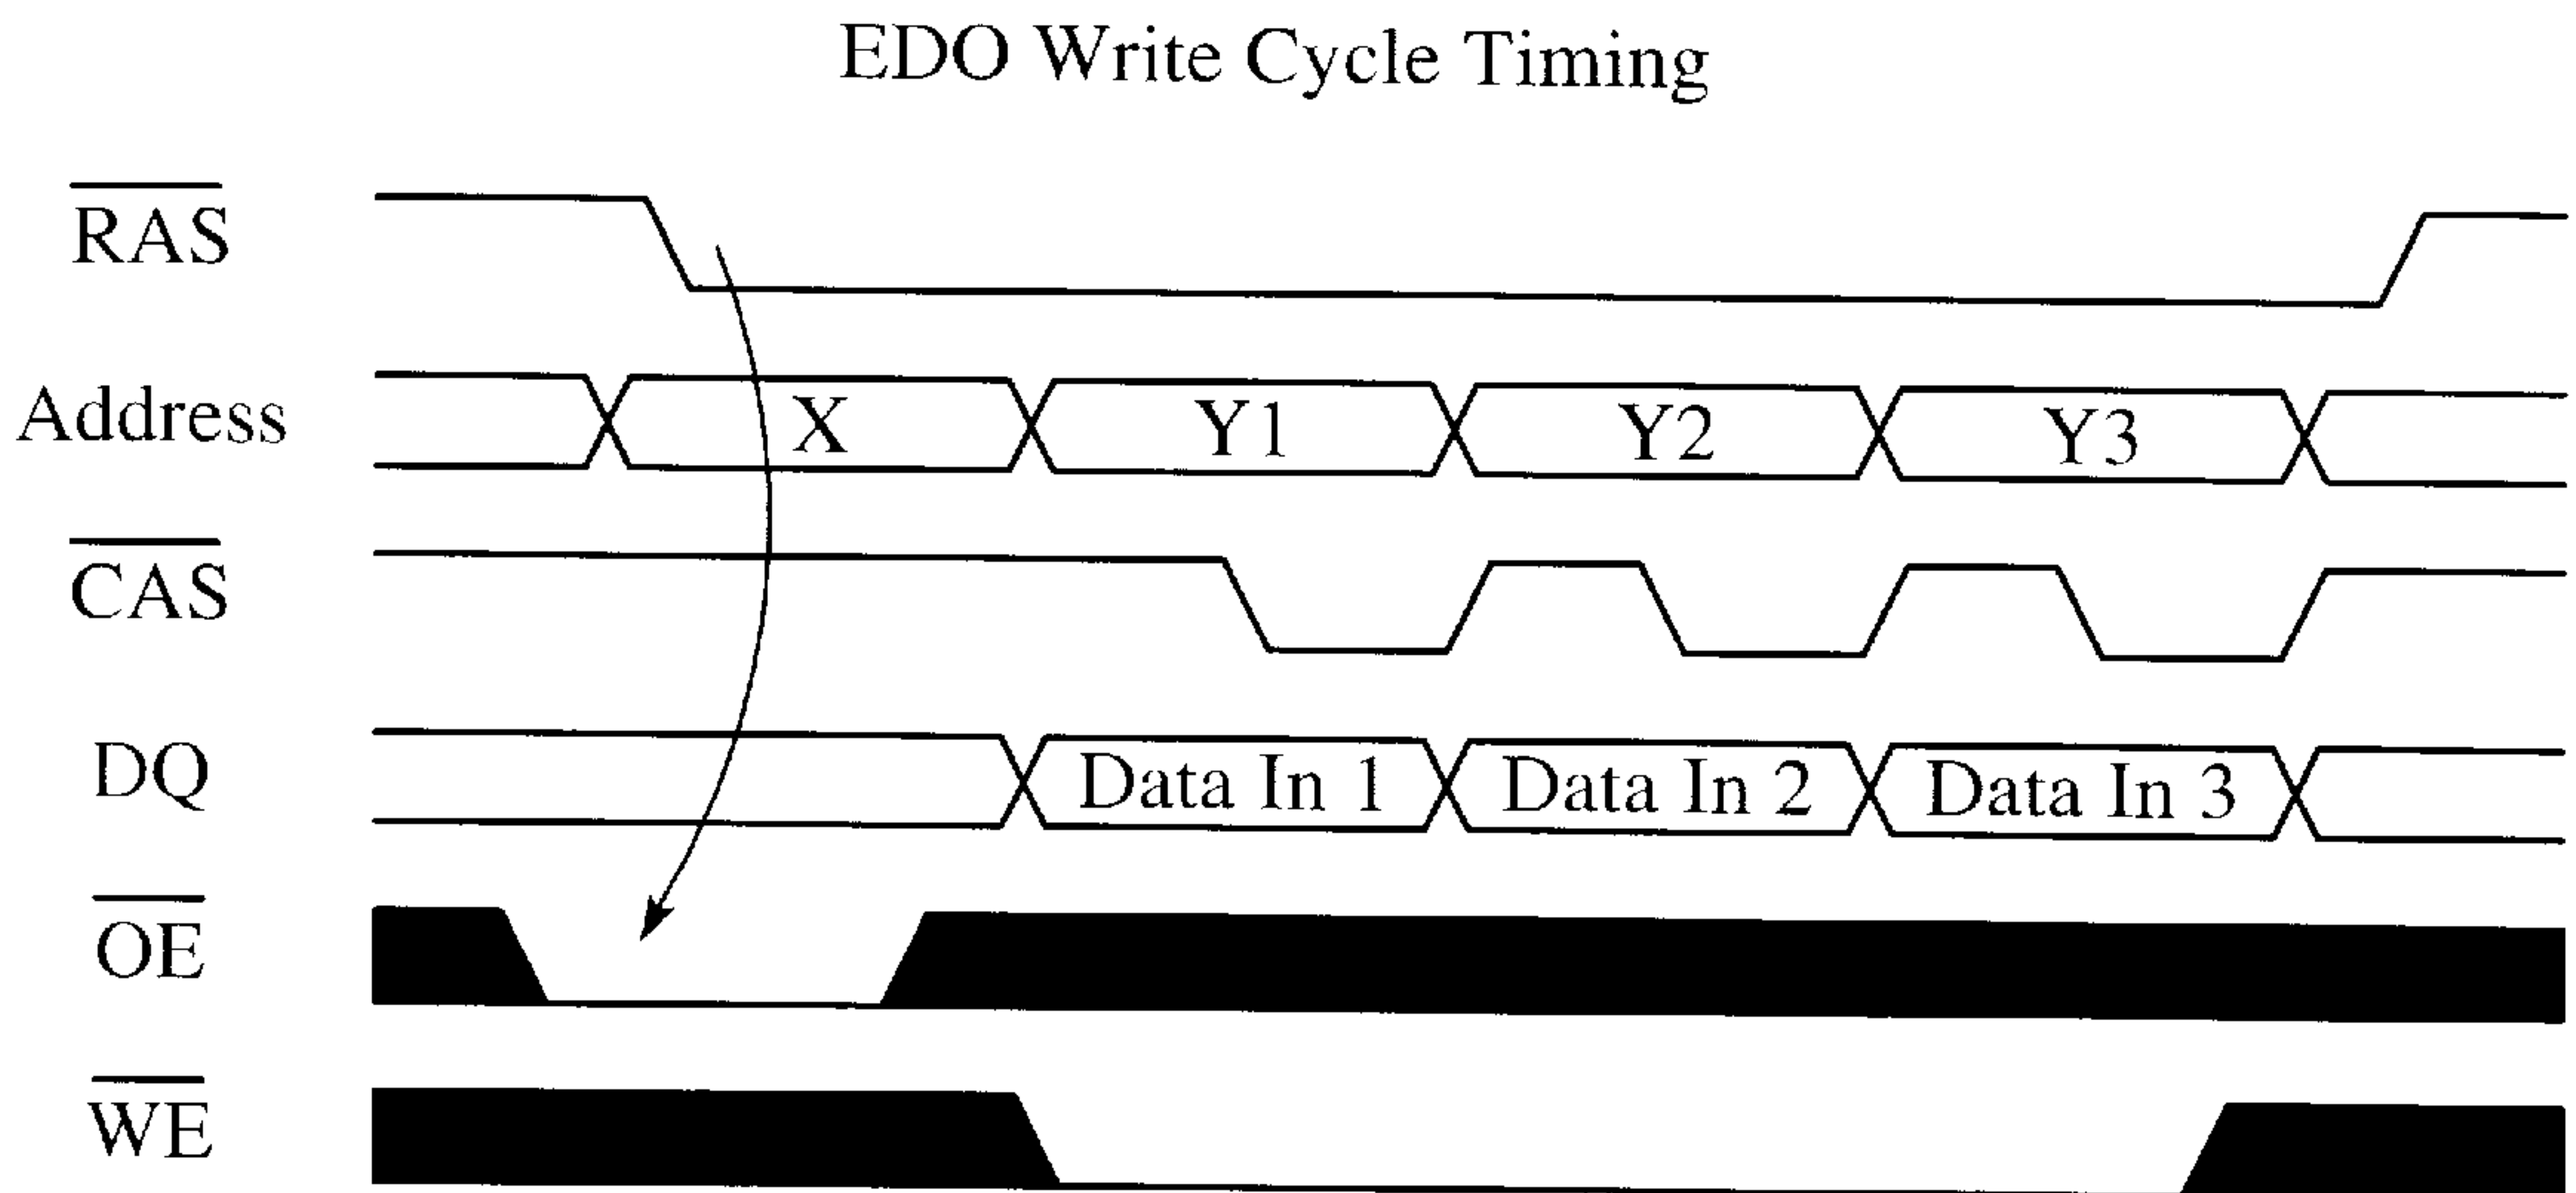 EDO Write Cycle Timing
RAS
Address X Y1 Y2 Y3
CAS
DQ Data In 1 Data In 2 Data In 3
OE
WE